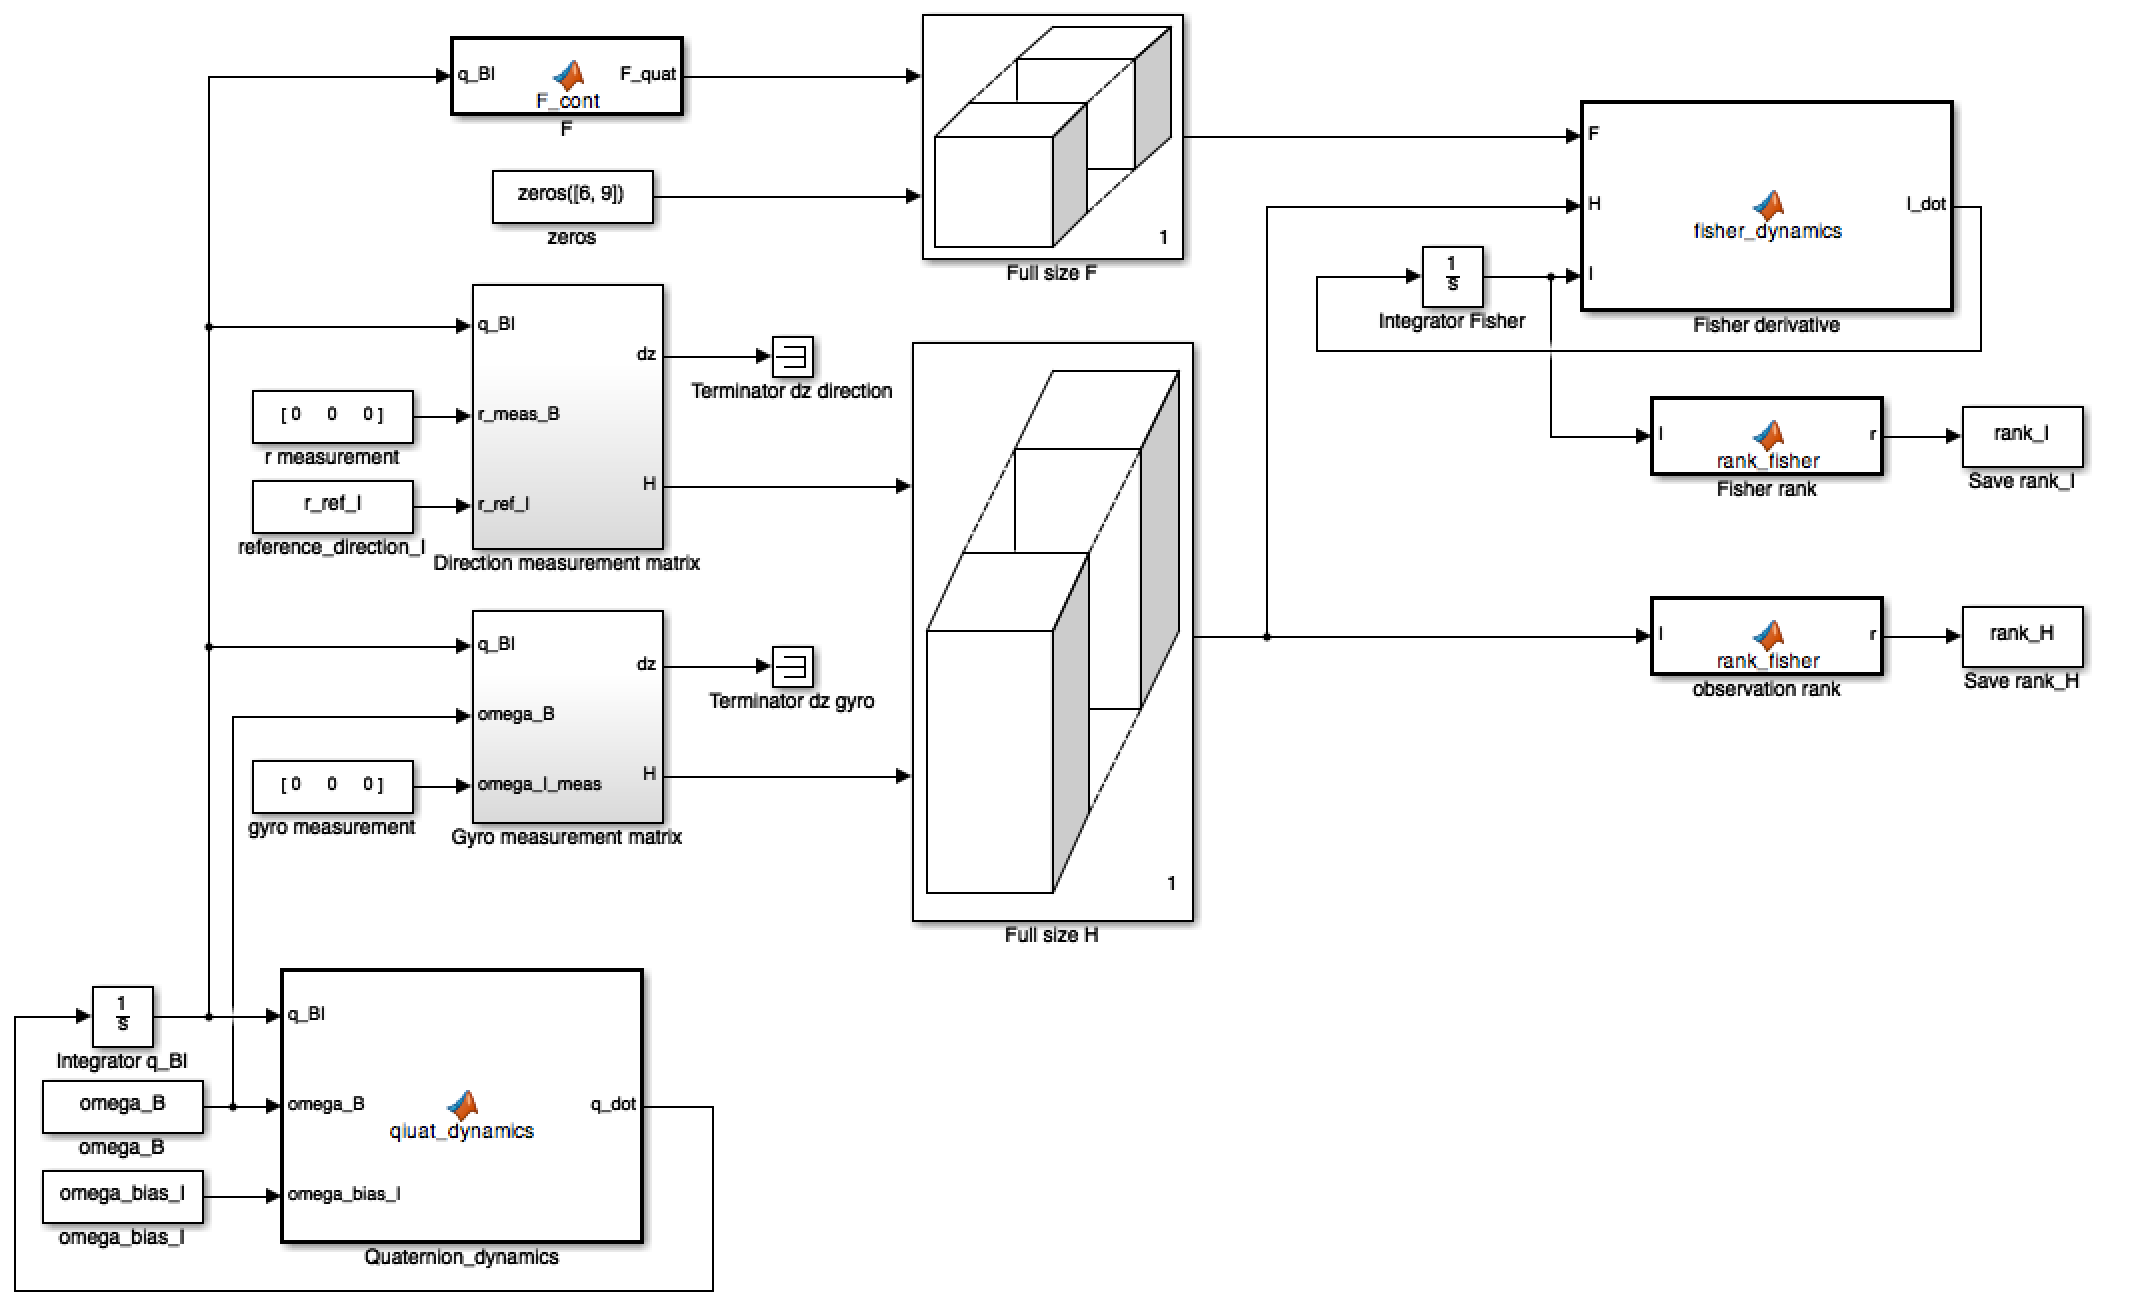 q_BI
F_quat
F_cont
F
zeros([6, 9])
zeros
1
Full size F
F
H
I
I_dot
fisher_dynamics
Fisher derivative
1
s
Integrator Fisher
q_BI
r_meas_B
r_ref_I
dz
H
Direction measurement matrix
[0 0 0]
r measurement
r_ref_I
reference_direction_I
Terminator dz direction
I
r
rank_fisher
Fisher rank
rank_I
Save rank_I
q_BI
omega_B
omega_I_meas
dz
H
Gyro measurement matrix
[0 0 0]
gyro measurement
Terminator dz gyro
1
Full size H
I
r
rank_fisher
observation rank
rank_H
Save rank_H
1
s
Integrator q_BI
omega_B
omega_B
omega_bias_I
omega_bias_I
q_BI
omega_B
omega_bias_I
q_dot
qiuat_dynamics
Quaternion_dynamics